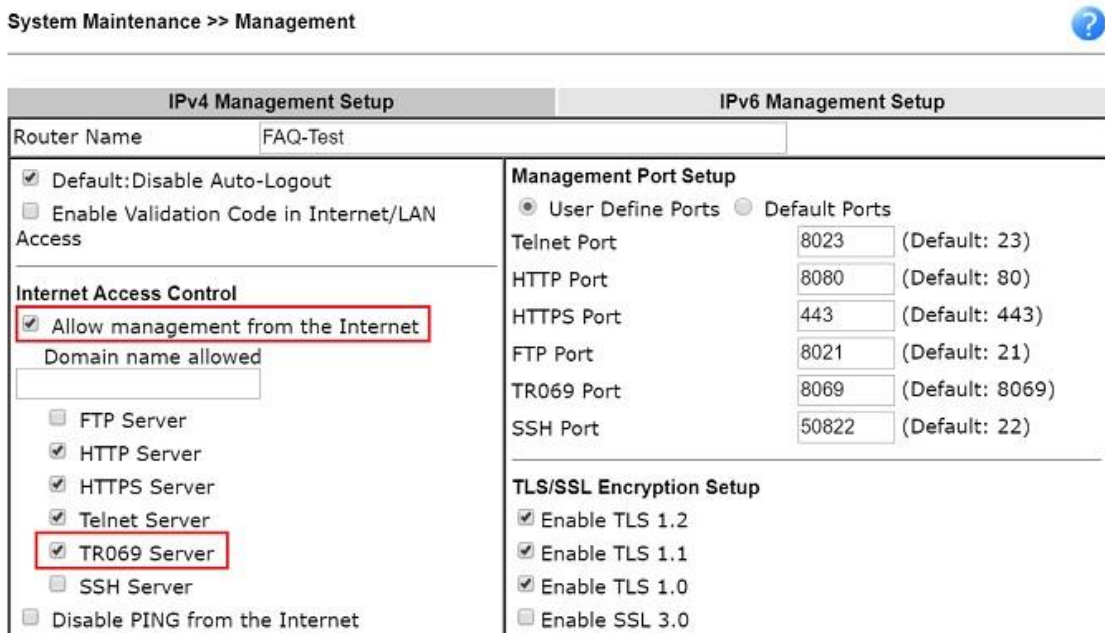 System Maintenance >> Management
?
IPv4 Management Setup
IPv6 Management Setup
Router Name
FAQ-Test
Default:Disable Auto-Logout
Enable Validation Code in Internet/LAN
Access
Internet Access Control
Allow management from the Internet
Domain name allowed
FTP Server
HTTP Server
HTTPS Server
Telnet Server
TR069 Server
SSH Server
Disable PING from the Internet
Management Port Setup
User Define Ports Default Ports
Telnet Port 8023 (Default: 23)
HTTP Port 8080 (Default: 80)
HTTPS Port 443 (Default: 443)
FTP Port 8021 (Default: 21)
TR069 Port 8069 (Default: 8069)
SSH Port 50822 (Default: 22)
TLS/SSL Encryption Setup
Enable TLS 1.2
Enable TLS 1.1
Enable TLS 1.0
Enable SSL 3.0